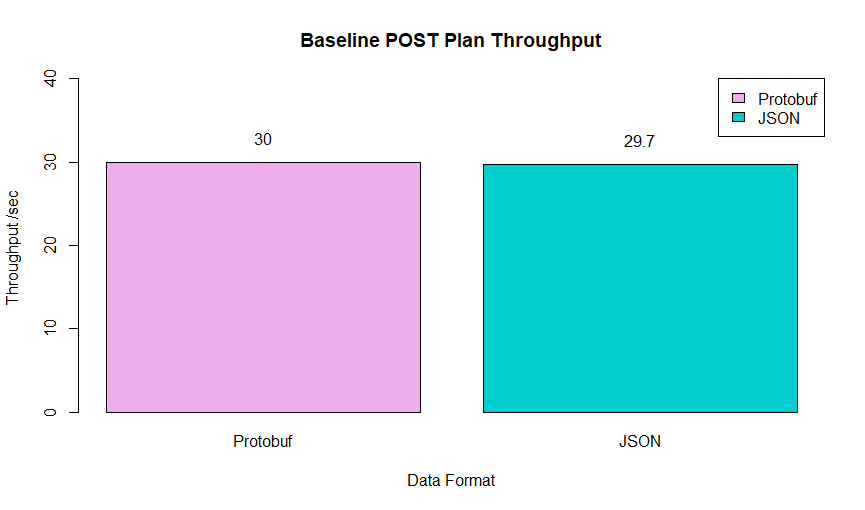 Baseline POST Plan Throughput
Throughput /sec
40
30
20
10
0
30
29.7
Protobuf
JSON
Protobuf
JSON
Data Format